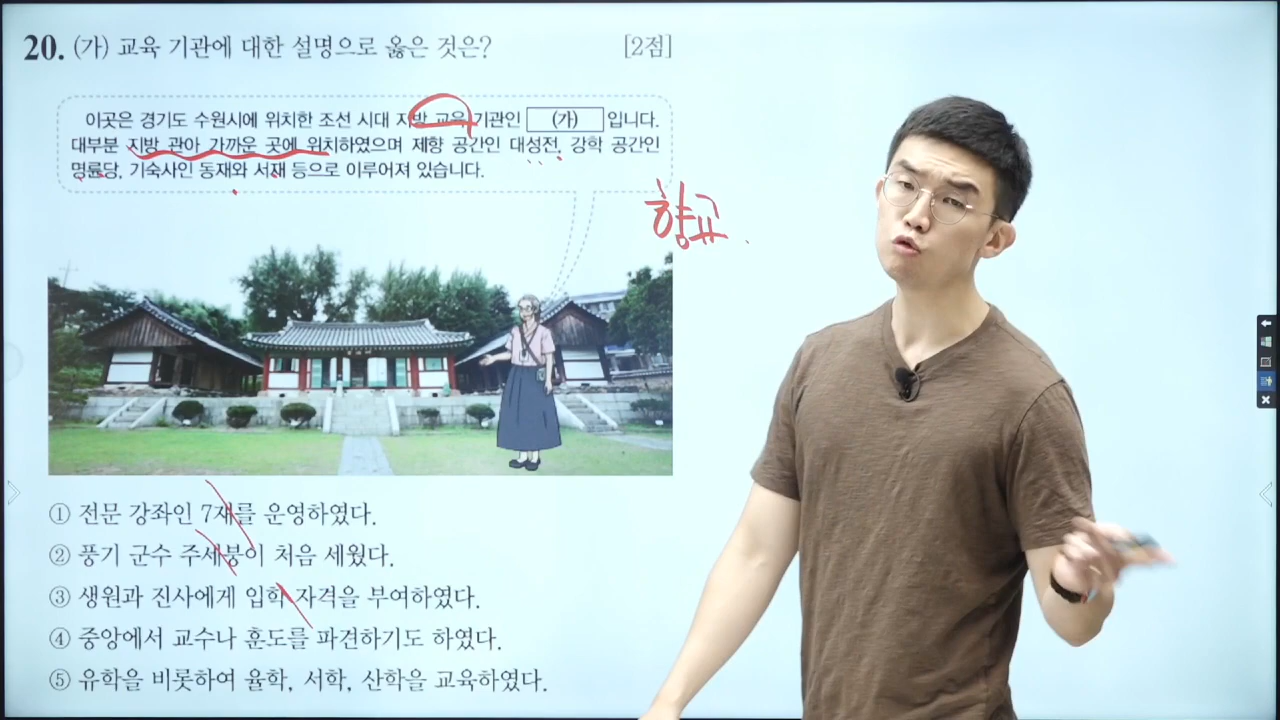 20. (가) 교육 기관에 대한 설명으로 옳은 것은? [2점]
이곳은 경기도 수원시에 위치한 조선 시대 지방 교육 기관인 (가) 입니다.
대부분 지방 관아 가까운 곳에 위치하였으며 제향 공간인 대성전, 강학 공간인
명륜당, 기숙사인 동재와 서재 등으로 이루어져 있습니다.
향교
① 전문 강좌인 7재를 운영하였다.
② 풍기 군수 주세붕이 처음 세웠다.
③ 생원과 진사에게 입학 자격을 부여하였다.
④ 중앙에서 교수나 훈도를 파견하기도 하였다.
⑤ 유학을 비롯하여 율학, 서학, 산학을 교육하였다.